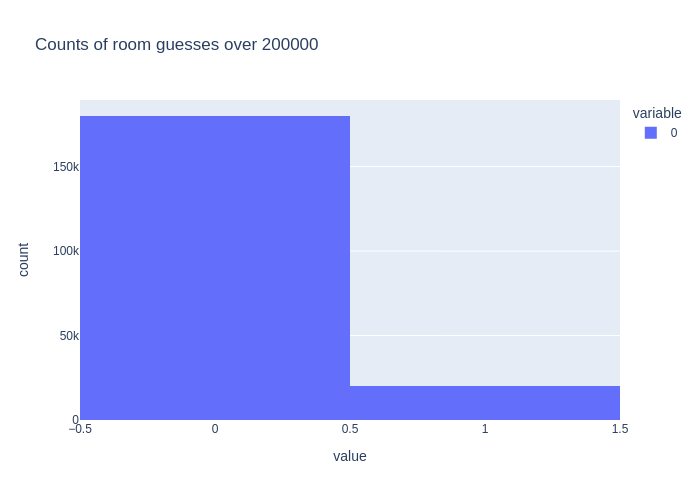 Counts of room guesses over 200000
variable
0
150k
100k
50k
0
count
−0.5
0
0.5
1
1.5
value